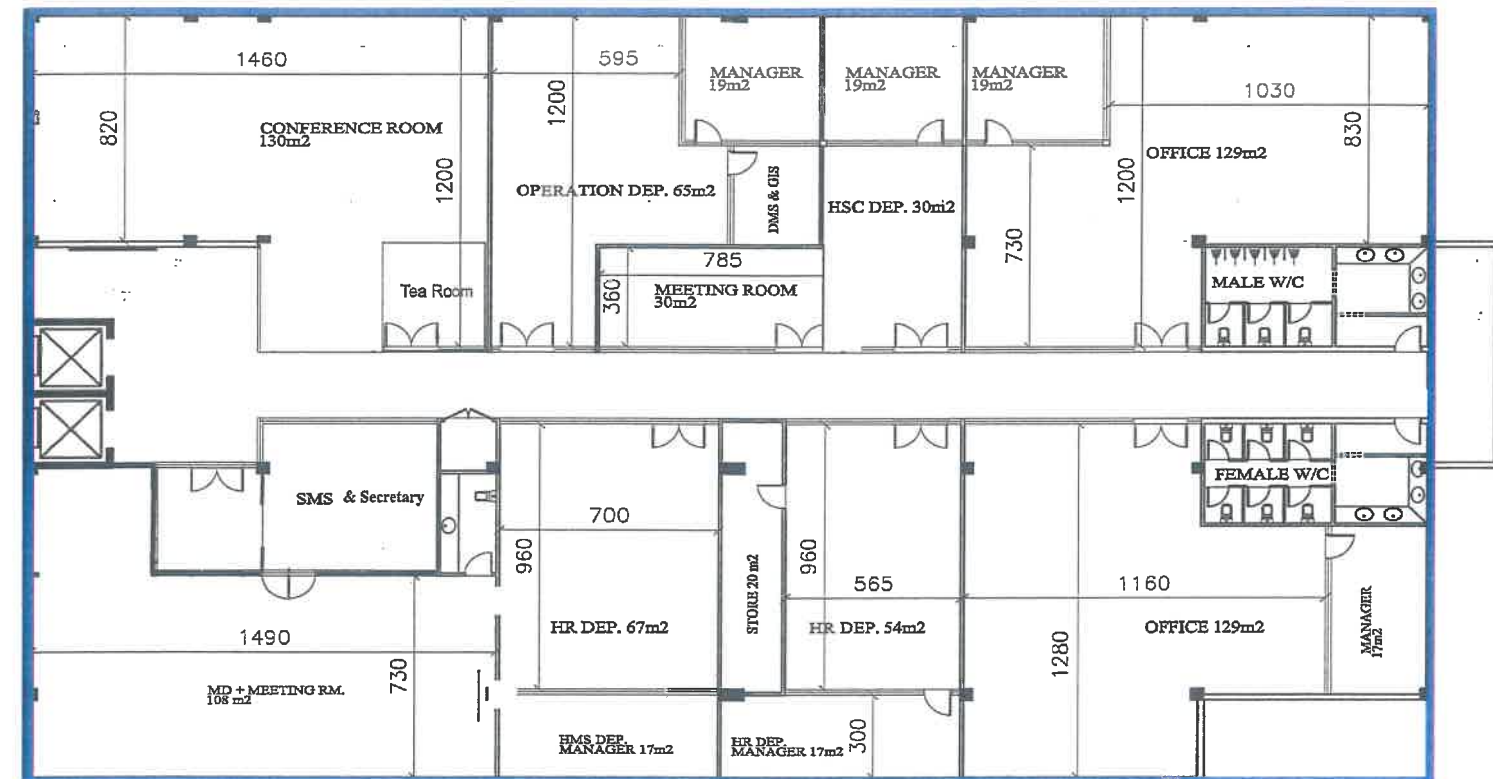 1460
820
CONFERENCE ROOM
130m2
1200
Tea Room
595
1200
OPERATION DEP. 65m2
MANAGER
19m2
DMS & GIS
785
360
MEETING ROOM
30m2
MANAGER
19m2
HSC DEP. 30m2
MANAGER
19m2
730
1200
1030
830
OFFICE 129m2
MALE W/C
SMS & Secretary
1490
730
MD + MEETING RM.
108 m2
700
960
HR DEP. 67m2
HMS DEP.
MANAGER 17m2
STORE 20 m2
960
565
HR DEP. 54m2
HR DEP.
MANAGER 17m2
300
1160
1280
OFFICE 129m2
FEMALE W/C
MANAGER
17m2